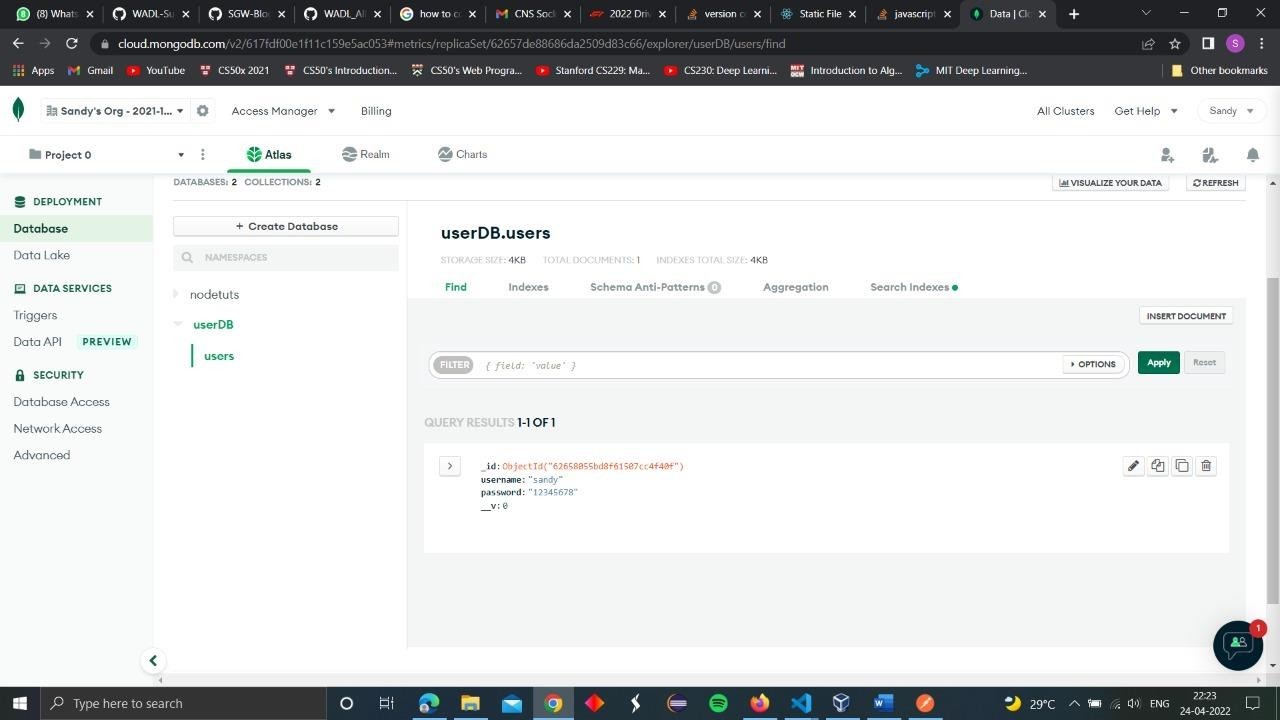 (8) Whats
WADL-Su
SGW-Blo
WADL_Al
how to c
CNS Sock
2022 Driv
version c
Static File
javascript
Data | Clo
cloud.mongodb.com/v2/617fdf00e1f11c159e5ac053#metrics/replicaSet/62657de88686da2509d83c66/explorer/userDB/users/find
S
Apps
Gmail
YouTube
CS50x 2021
CS50's Introduction...
CS50's Web Progra...
Stanford CS229: Ma...
CS230: Deep Learni...
Introduction to Alg...
MIT Deep Learning...
Other bookmarks
Sandy's Org - 2021-1...
Access Manager
Billing
All Clusters
Get Help
Sandy
Project 0
Atlas
Realm
Charts
DATABASES: 2 COLLECTIONS: 2
VISUALIZE YOUR DATA
REFRESH
DEPLOYMENT
Database
Data Lake
DATA SERVICES
Triggers
Data API PREVIEW
SECURITY
Database Access
Network Access
Advanced
+ Create Database
NAMESPACES
nodetuts
userDB
users
userDB.users
STORAGE SIZE: 4KB TOTAL DOCUMENTS: 1 INDEXES TOTAL SIZE: 4KB
Find
Indexes
Schema Anti-Patterns 0
Aggregation
Search Indexes
INSERT DOCUMENT
FILTER { field: 'value' }
OPTIONS
Apply
Reset
QUERY RESULTS 1-1 OF 1
_id: ObjectId("62658055bd8f61507cc4f40f")
username: "sandy"
password: "12345678"
__v: 0
1
Type here to search
29°C
ENG
22:23
24-04-2022